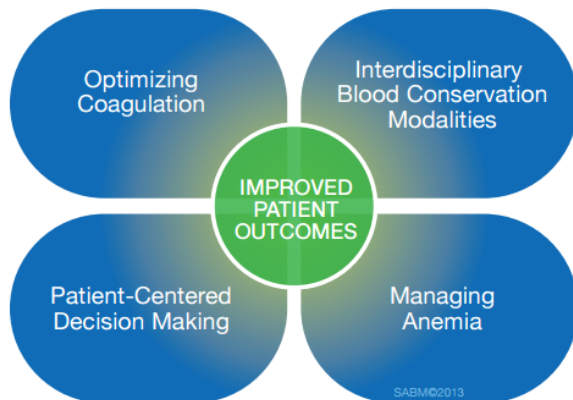 Optimizing
Coagulation
Interdisciplinary
Blood Conservation
Modalities
IMPROVED
PATIENT
OUTCOMES
Patient-Centered
Decision Making
Managing
Anemia
SABM©2013